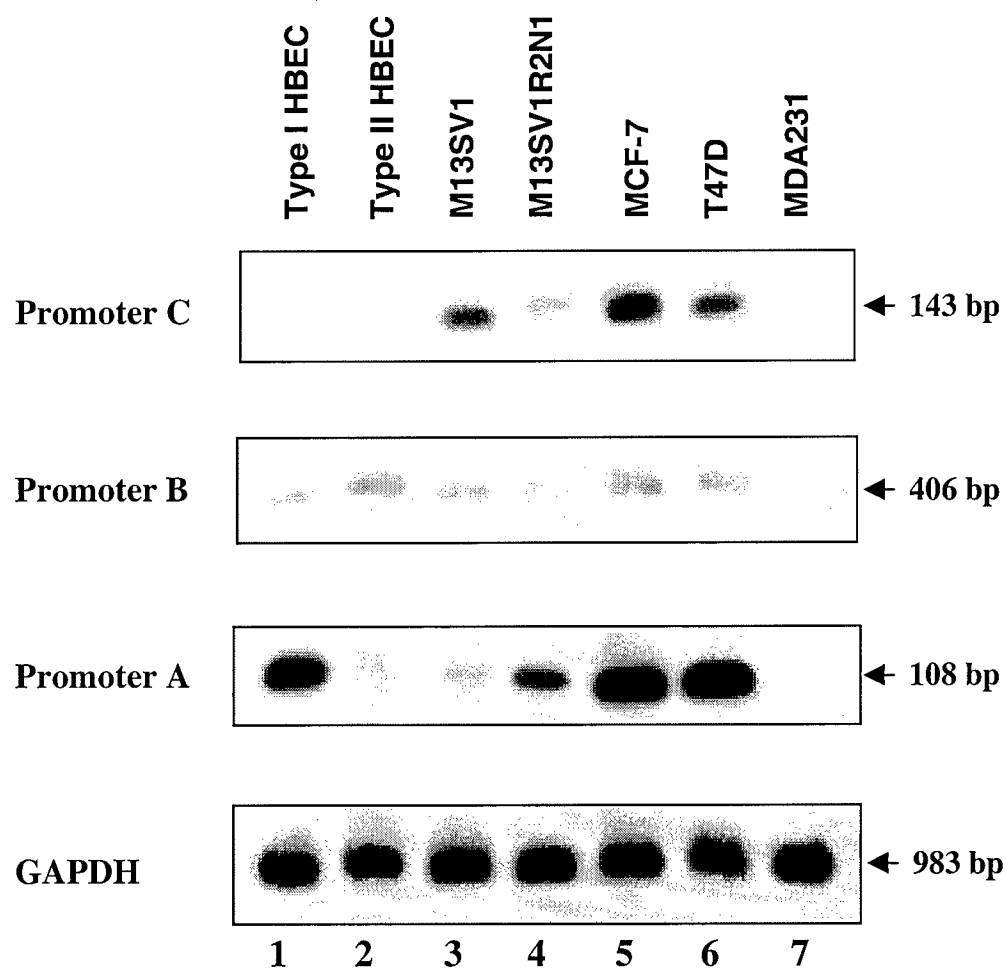 Type I HBEC
Type II HBEC
M13SV1
M13SV1R2N1
MCF-7
T47D
MDA231
Promoter C
143 bp
Promoter B
406 bp
Promoter A
108 bp
GAPDH
983 bp
1 2 3 4 5 6 7